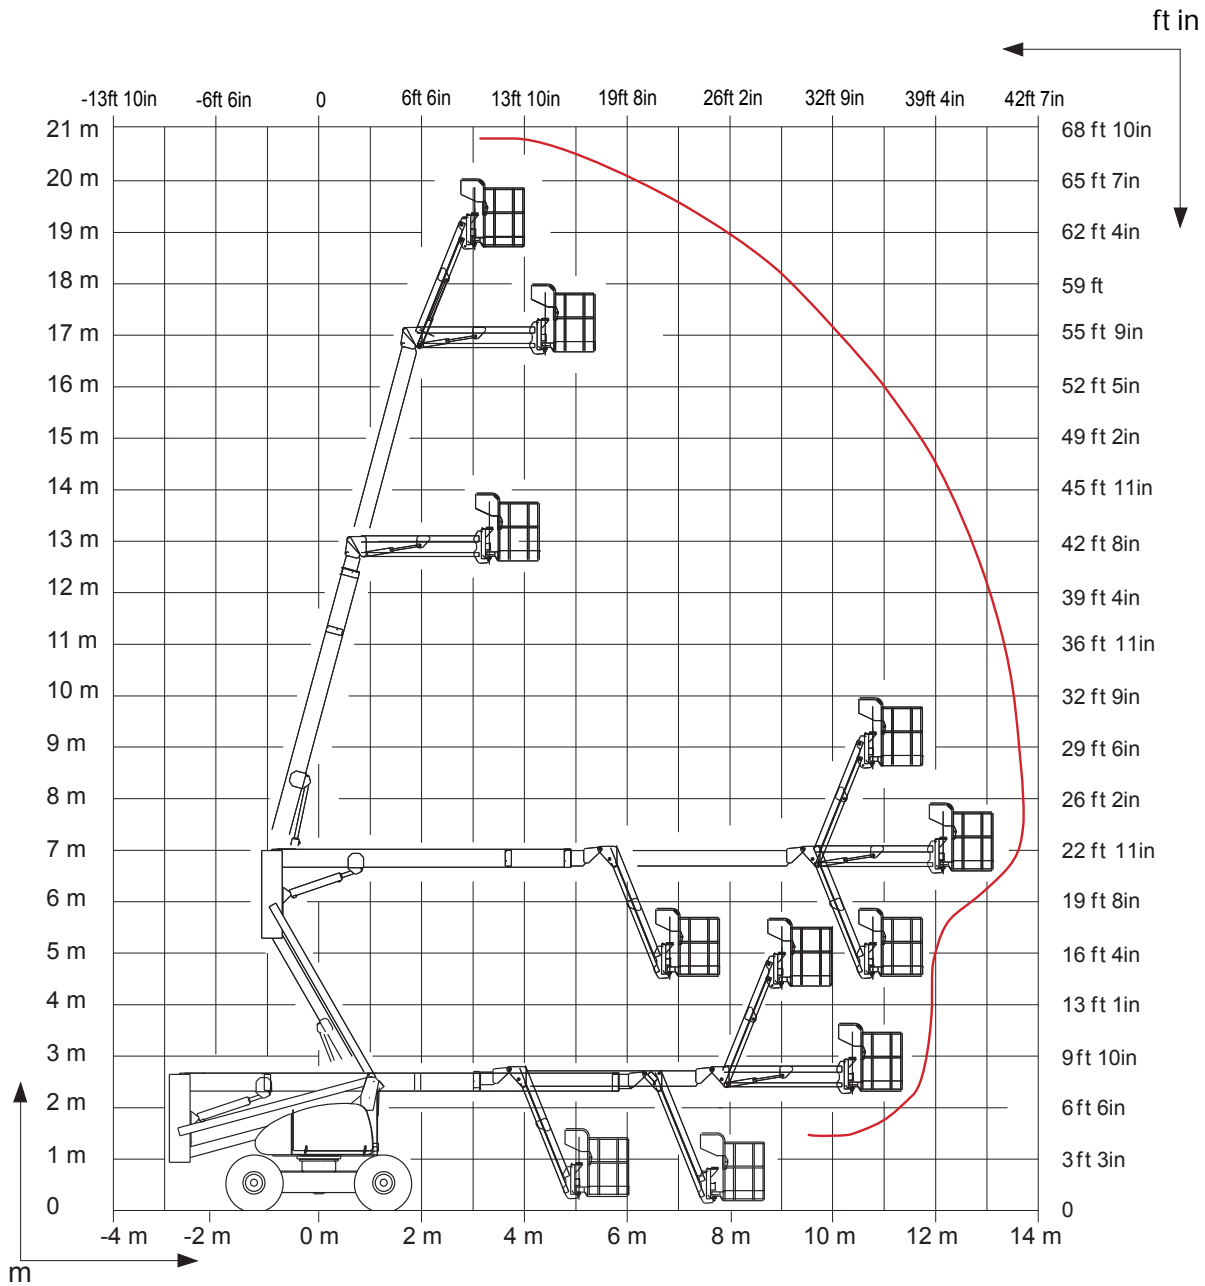 ft in
-13ft 10in -6ft 6in 0 6ft 6in 13ft 10in 19ft 8in 26ft 2in 32ft 9in 39ft 4in 42ft 7in
21 m 68 ft 10in
20 m 65 ft 7in
19 m 62 ft 4in
18 m 59 ft
17 m 55 ft 9in
16 m 52 ft 5in
15 m 49 ft 2in
14 m 45 ft 11in
13 m 42 ft 8in
12 m 39 ft 4in
11 m 36 ft 11in
10 m 32 ft 9in
9 m 29 ft 6in
8 m 26 ft 2in
7 m 22 ft 11in
6 m 19 ft 8in
5 m 16 ft 4in
4 m 13 ft 1in
3 m 9 ft 10in
2 m 6 ft 6in
1 m 3 ft 3in
0 0
-4 m -2 m 0 m 2 m 4 m 6 m 8 m 10 m 12 m 14 m
m